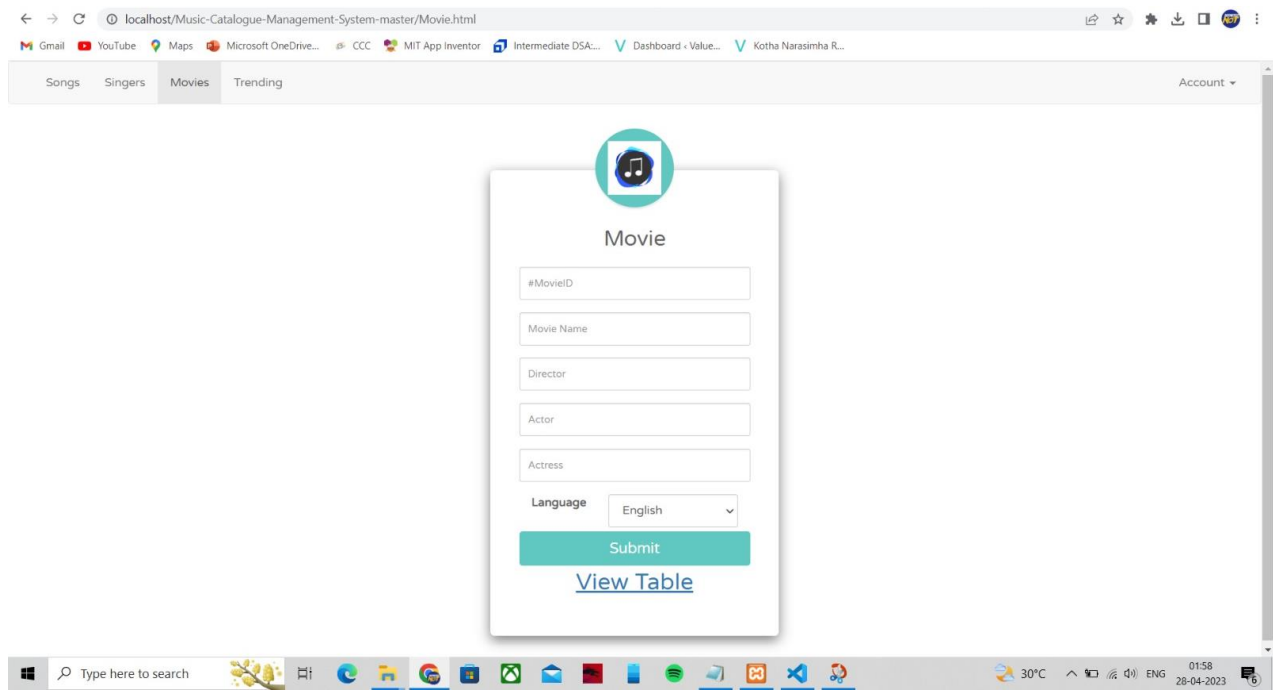 localhost/Music-Catalogue-Management-System-master/Movie.html
Gmail YouTube Maps Microsoft OneDrive... CCC MIT App Inventor Intermediate DSA:... Dashboard ‹ Value... Kotha Narasimha R...
Songs Singers Movies Trending Account
Movie
#MovieID
Movie Name
Director
Actor
Actress
Language English
Submit
View Table
Type here to search 30°C ENG 01:58
28-04-2023 6